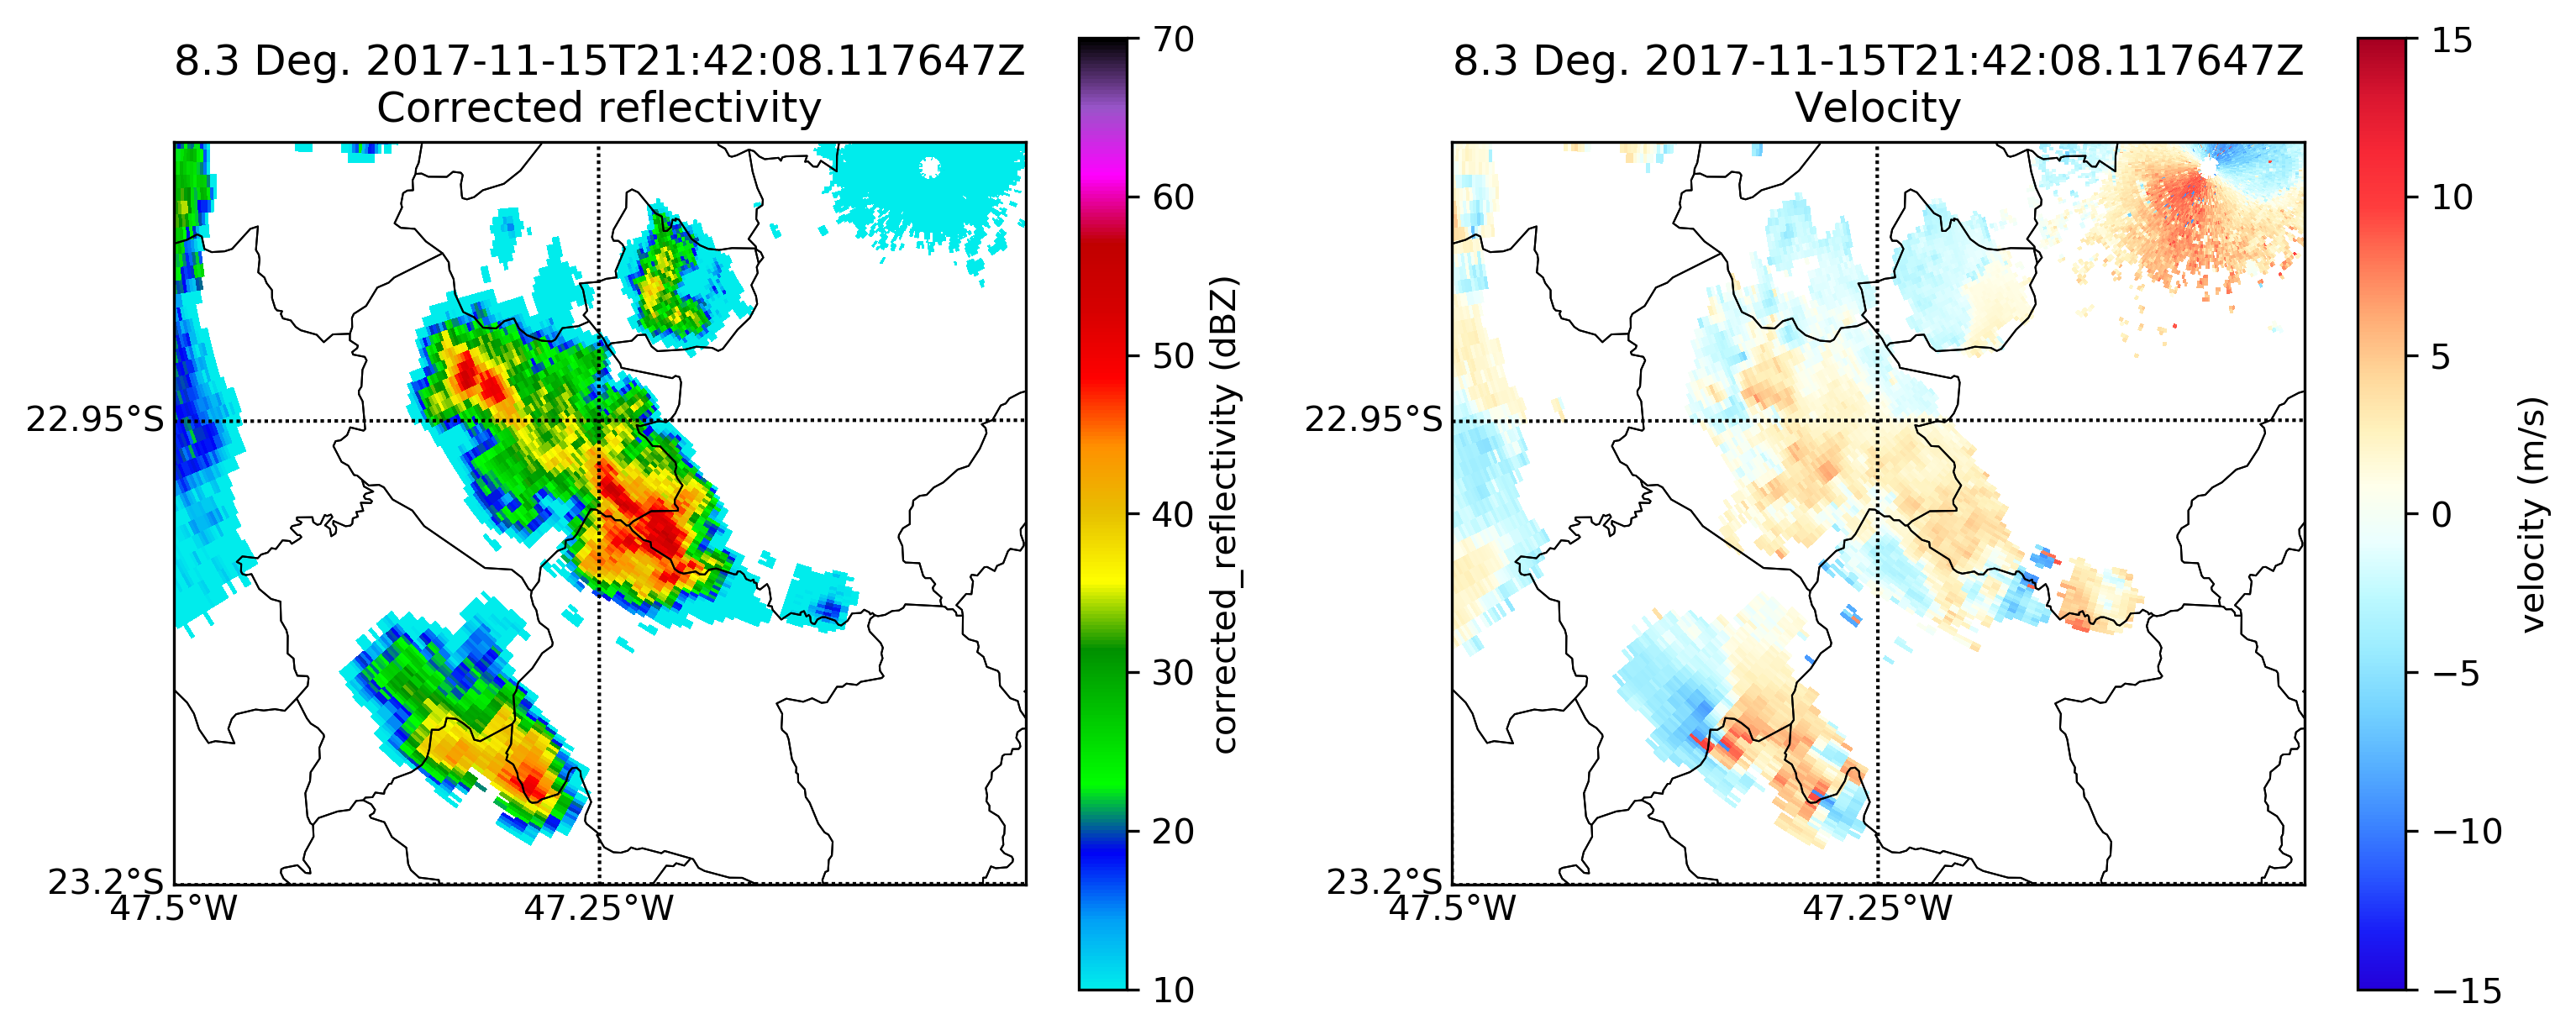 8.3 Deg. 2017-11-15T21:42:08.117647Z
Corrected reflectivity
22.95°S
23.2°S
47.5°W
47.25°W
70
60
50
40
30
20
10
corrected_reflectivity (dBZ)
8.3 Deg. 2017-11-15T21:42:08.117647Z
Velocity
22.95°S
23.2°S
47.5°W
47.25°W
15
10
5
0
−5
−10
−15
velocity (m/s)